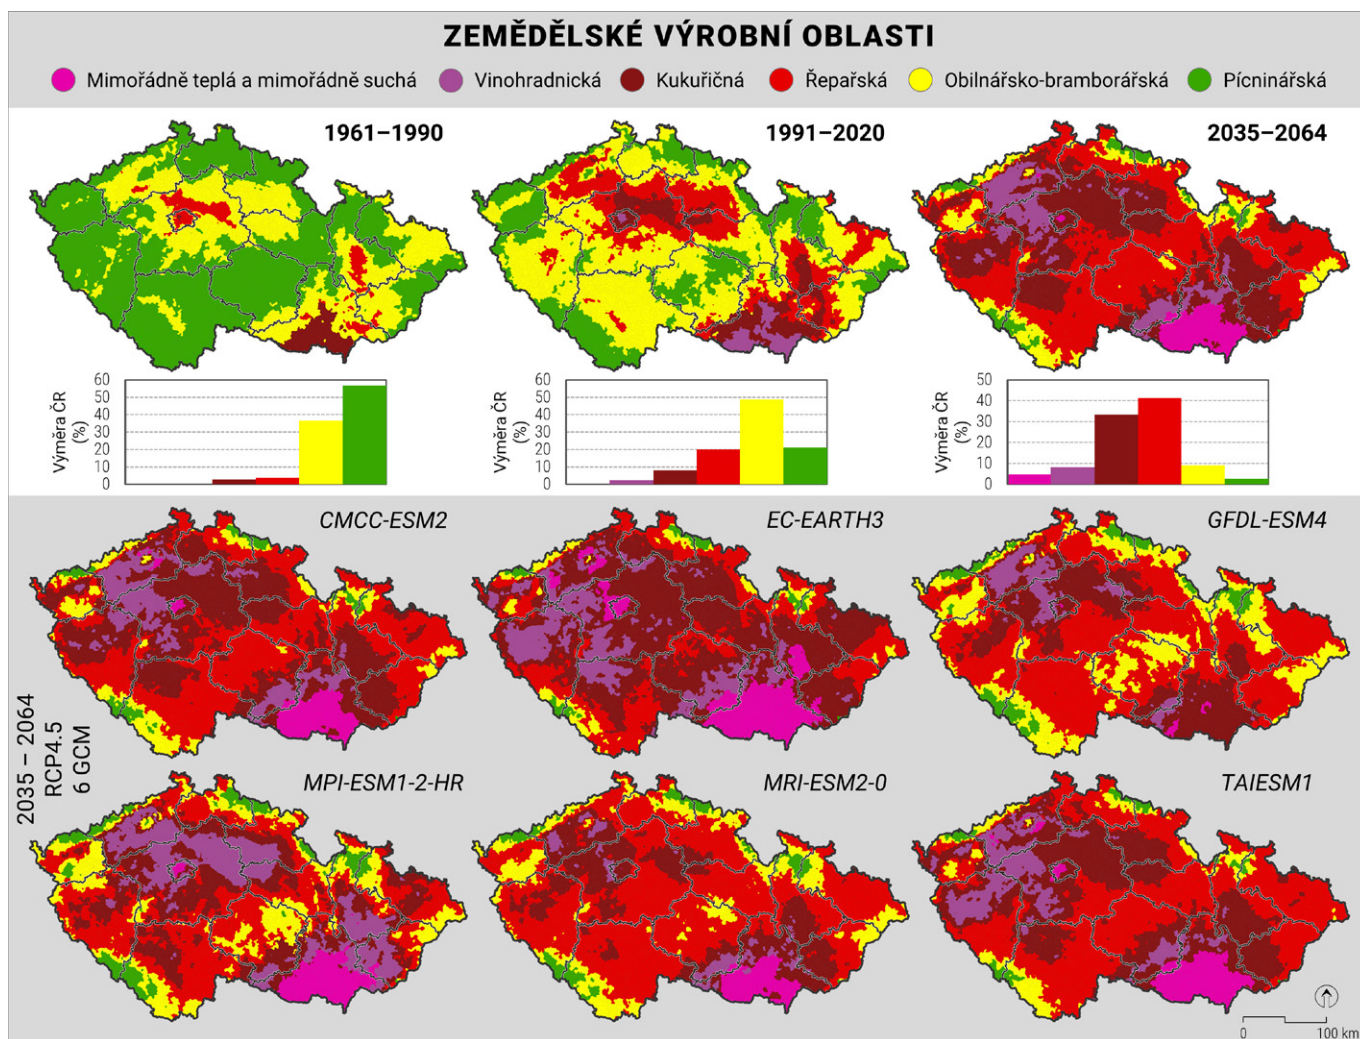 ZEMĚDĚLSKÉ VÝROBNÍ OBLASTI
Mimořádně teplá a mimořádně suchá Vinohradnická Kukuřičná Řepařská Obilnářsko-bramborářská Pícninářská
1961–1990
1991–2020
2035–2064
Výměra ČR
(%)
60
50
40
30
20
10
0
Výměra ČR
(%)
60
50
40
30
20
10
0
Výměra ČR
(%)
50
40
30
20
10
0
2035 – 2064
RCP4.5
6 GCM
CMCC-ESM2
EC-EARTH3
GFDL-ESM4
MPI-ESM1-2-HR
MRI-ESM2-0
TAIESM1
0 100 km